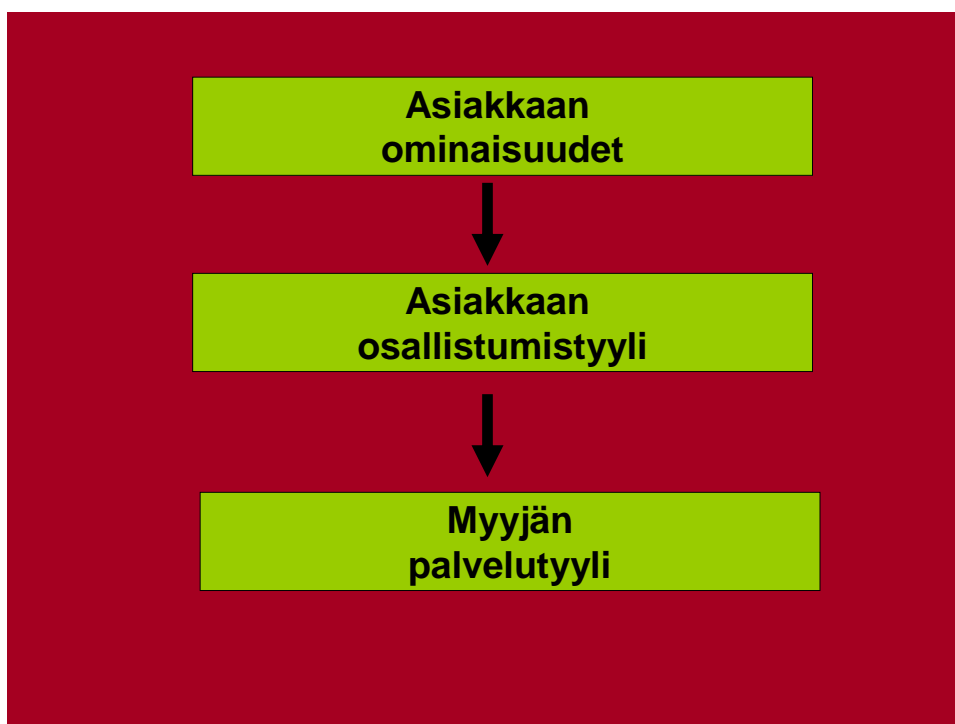 Asiakkaan
ominaisuudet
Asiakkaan
osallistumistyyli
Myyjän
palvelutyyli